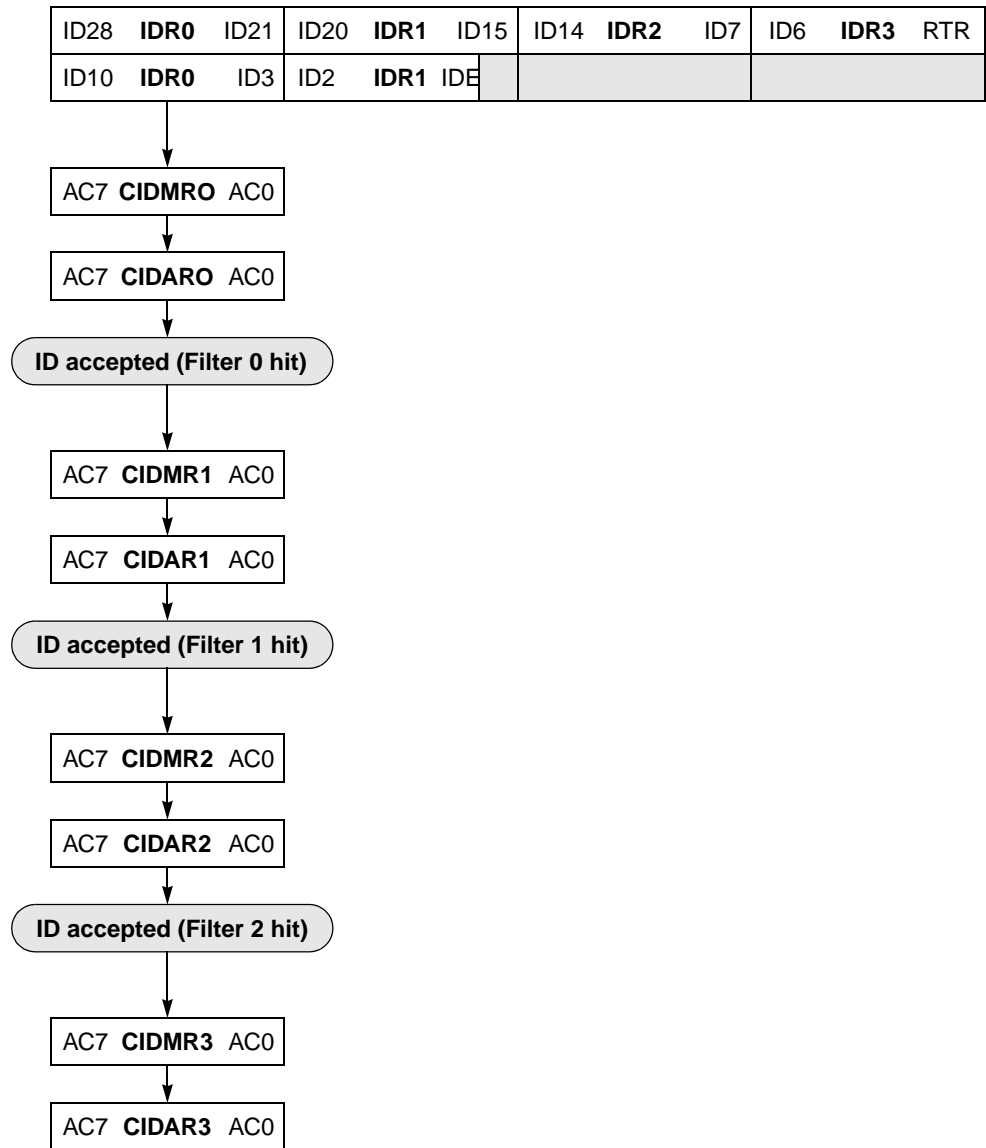 ID28 IDR0 ID21 ID20 IDR1 ID15 ID14 IDR2 ID7 ID6 IDR3 RTR
ID10 IDR0 ID3 ID2 IDR1 IDE
AC7 CIDMRO AC0
AC7 CIDARO AC0
ID accepted (Filter 0 hit)
AC7 CIDMR1 AC0
AC7 CIDAR1 AC0
ID accepted (Filter 1 hit)
AC7 CIDMR2 AC0
AC7 CIDAR2 AC0
ID accepted (Filter 2 hit)
AC7 CIDMR3 AC0
AC7 CIDAR3 AC0